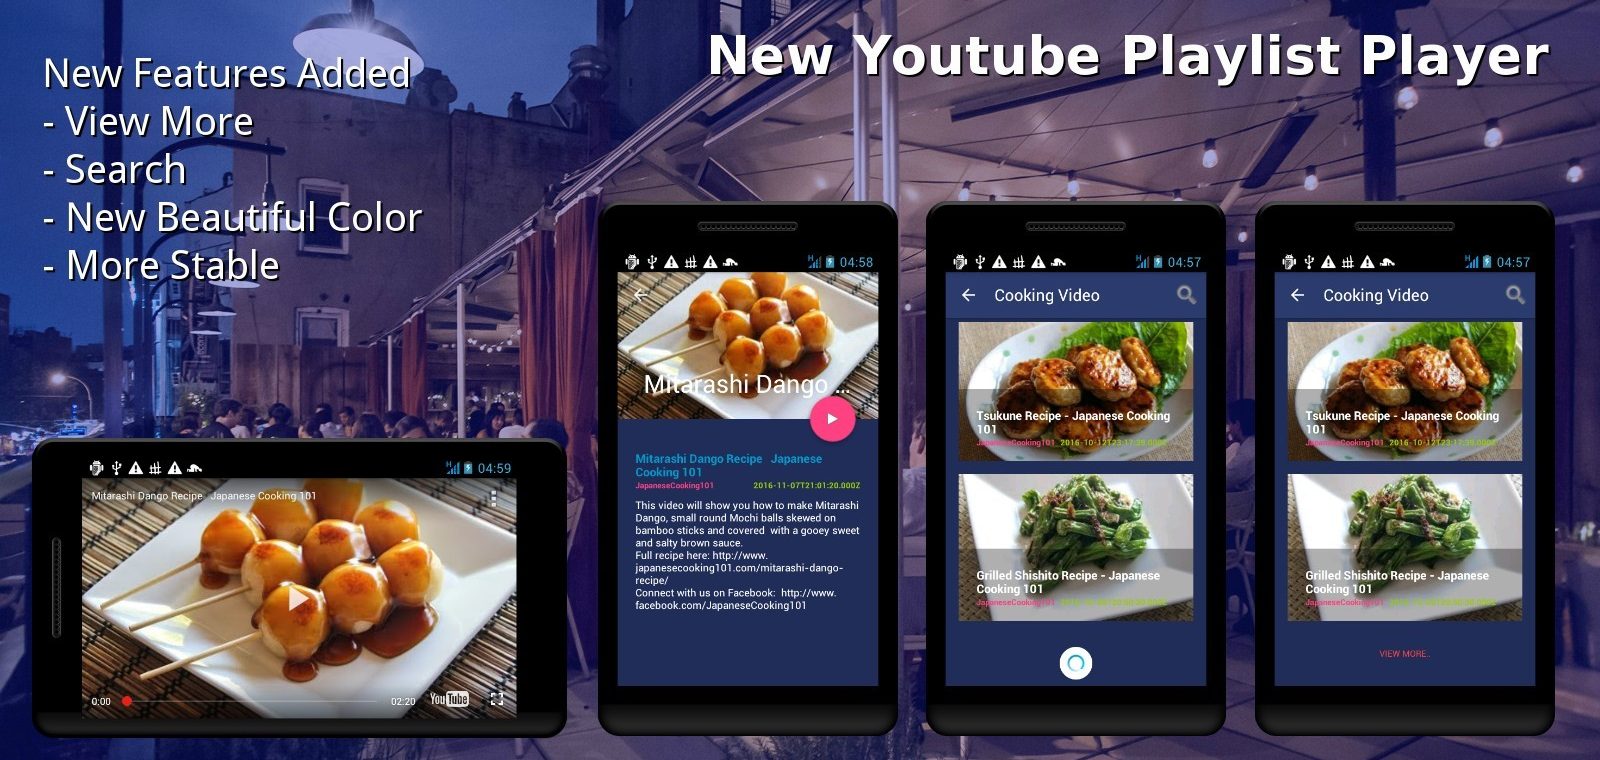 New Youtube Playlist Player
New Features Added
- View More
- Search
- New Beautiful Color
- More Stable
04:59
Mitarashi Dango Recipe Japanese Cooking 101
0:00
02:20
YouTube
04:58
Mitarashi Dango ...
Mitarashi Dango Recipe Japanese
Cooking 101
JapaneseCooking101 2016-11-07T21:01:20.000Z
This video will show you how to make Mitarashi
Dango, small round Mochi balls skewed on
bamboo sticks and covered with a gooey sweet
and salty brown sauce.
Full recipe here: http://www.
japanesecooking101.com/mitarashi-dango-
recipe/
Connect with us on Facebook: http://www.
facebook.com/JapaneseCooking101
H 04:57
Cooking Video
Tsukune Recipe - Japanese Cooking
101
JapaneseCooking101 2016-10-12T23:17:39.000Z
Grilled Shishito Recipe - Japanese
Cooking 101
JapaneseCooking101
H 04:57
Cooking Video
Tsukune Recipe - Japanese Cooking
101
JapaneseCooking101 2016-10-12T23:17:39.000Z
Grilled Shishito Recipe - Japanese
Cooking 101
JapaneseCooking101
VIEW MORE..